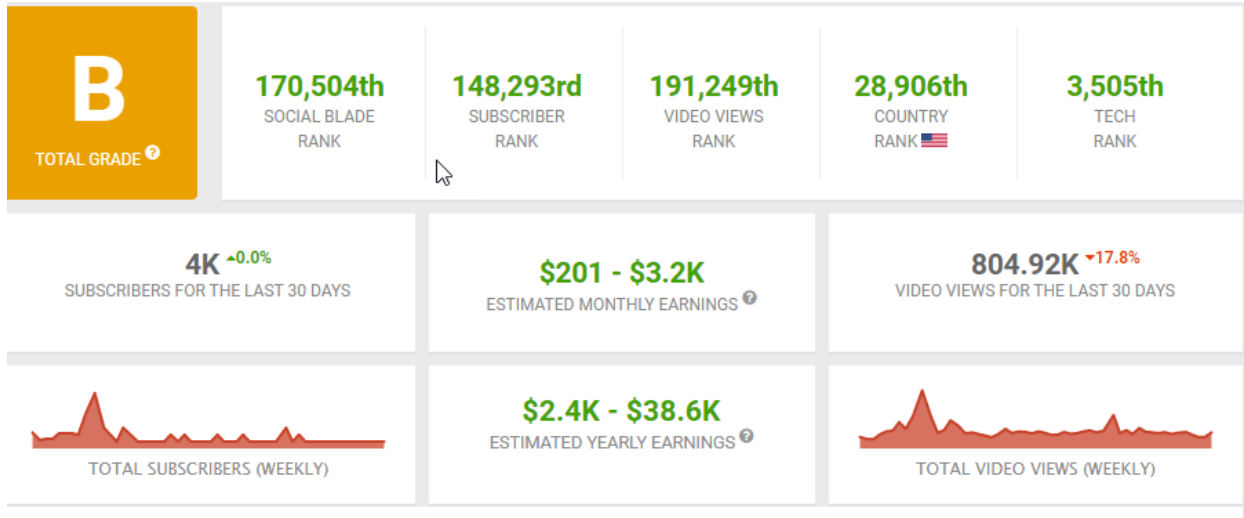 B
TOTAL GRADE ?
170,504th
SOCIAL BLADE
RANK
148,293rd
SUBSCRIBER
RANK
191,249th
VIDEO VIEWS
RANK
28,906th
COUNTRY
RANK
3,505th
TECH
RANK
4K 0.0%
SUBSCRIBERS FOR THE LAST 30 DAYS
$201 - $3.2K
ESTIMATED MONTHLY EARNINGS ?
804.92K 17.8%
VIDEO VIEWS FOR THE LAST 30 DAYS
TOTAL SUBSCRIBERS (WEEKLY)
$2.4K - $38.6K
ESTIMATED YEARLY EARNINGS ?
TOTAL VIDEO VIEWS (WEEKLY)